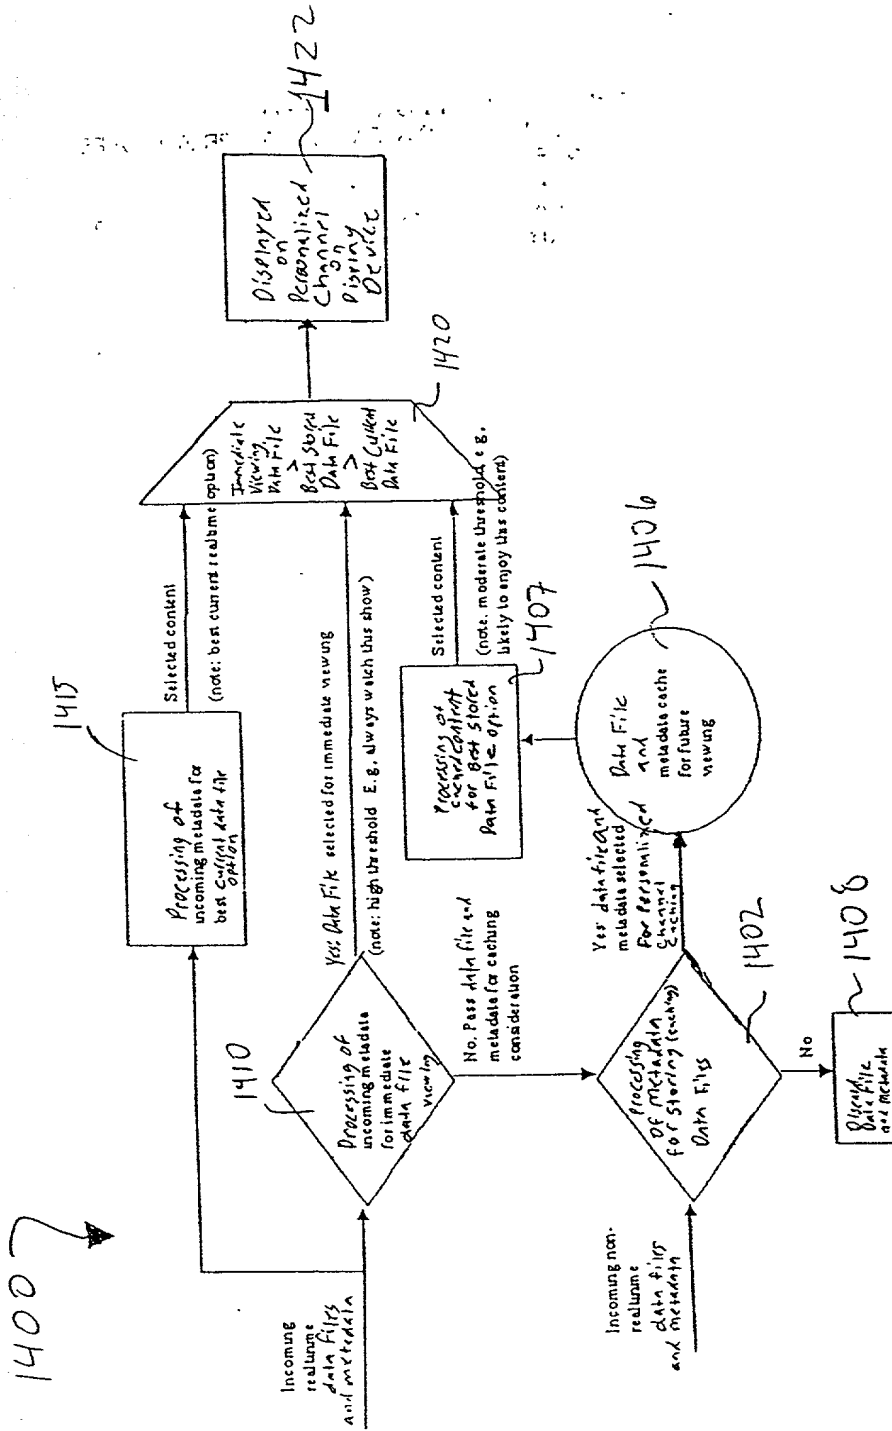 1400
Incoming
realtime
data files
and metadata
1410
Processing of
incoming metadata
for immediate
data file
viewing
1415
Processing of
incoming metadata for
best current data file
option
Selected content
(note: best current realtime option)
Yes: Data File selected for immediate viewing
(note: high threshold E.g, always watch this show)
No. Pass data file and
metadata for caching
consideration
Incoming non-
realtime
data files
and metadata
Processing
of metadata
for storing (caching)
Data Files
1402
No
Discard
Data File
and metadata
1408
Yes data file and
metadata selected
For Personalized
Channel
Caching
Data File
and
metadata cache
for future
viewing
1406
Processing of
cached content
for Best Stored
Data File option
1407
Selected content
(note. moderate threshold e g.
likely to enjoy this content)
Immediate
Viewing
Data File
>
Best Stored
Data File
>
Best Current
Data File
1420
Displayed
on
Personalized
Channel
on
Display
Device
1422